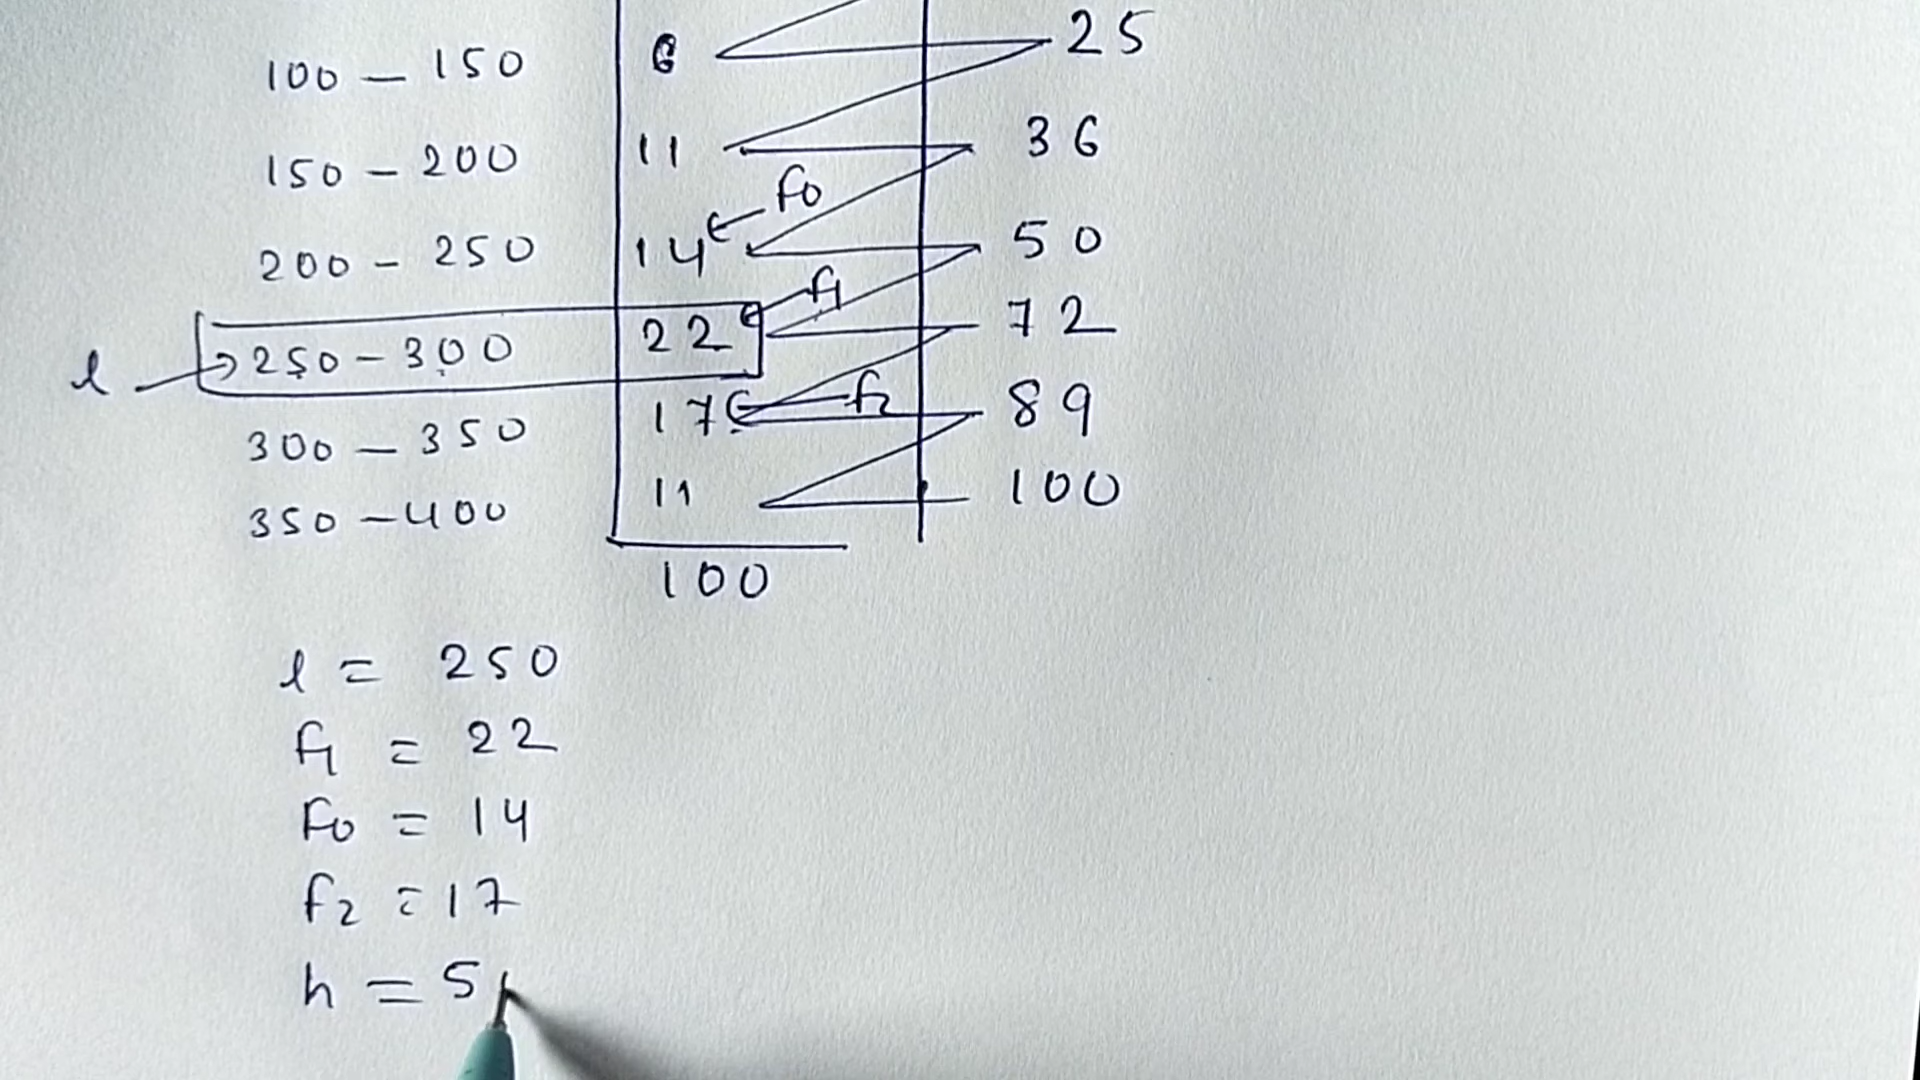 100 - 150 6 25
150 - 200 11 36
f0
200 - 250 14 50
f1
l 250 - 300 22 72
300 - 350 17 f2 89
350 - 400 11 100
100
l = 250
f1 = 22
f0 = 14
f2 = 17
h = 5